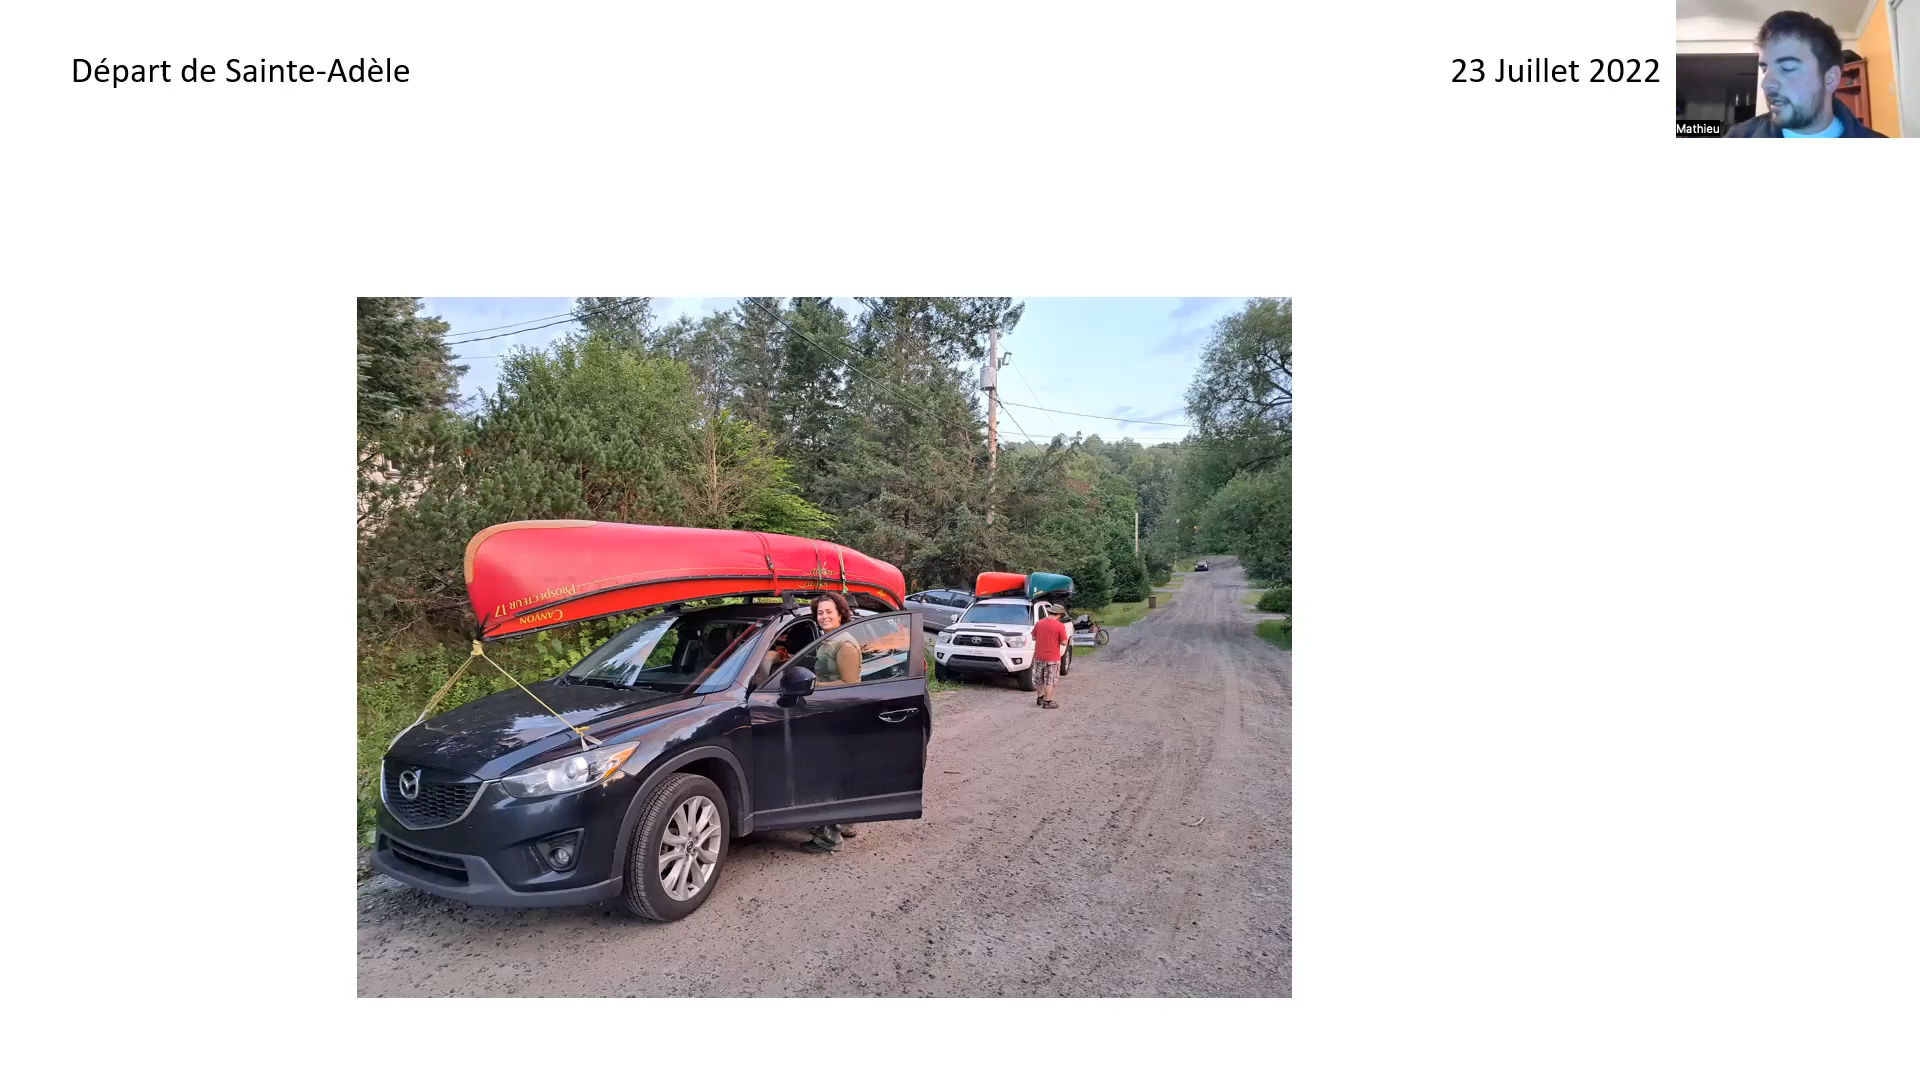 Départ de Sainte-Adèle
23 Juillet 2022
Mathieu
PROSPECTEUR 17
CANYON